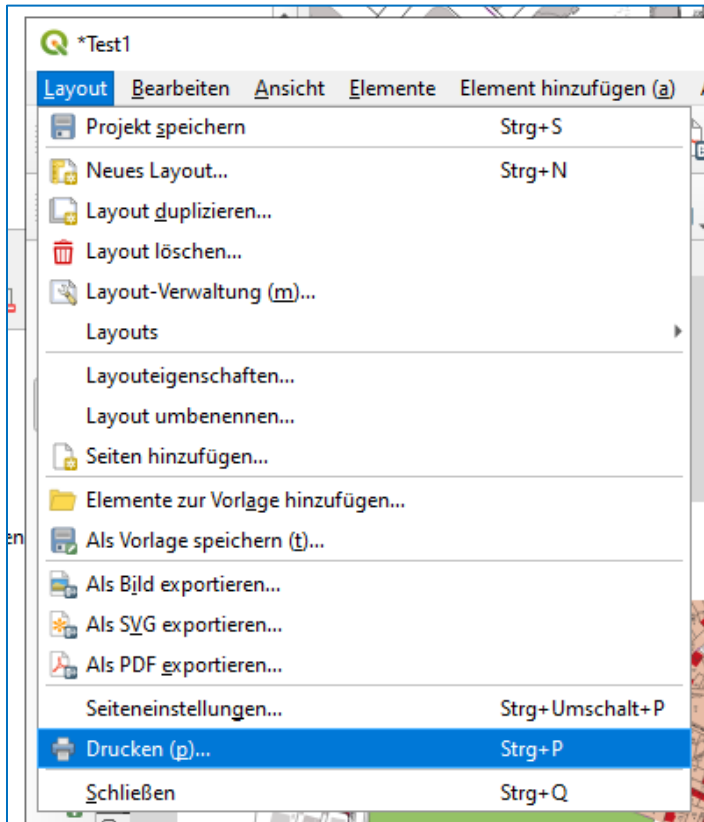 *Test1
Layout Bearbeiten Ansicht Elemente Element hinzufügen (a)
Projekt speichern Strg+S
Neues Layout... Strg+N
Layout duplizieren...
Layout löschen...
Layout-Verwaltung (m)...
Layouts
Layouteigenschaften...
Layout umbenennen...
Seiten hinzufügen...
Elemente zur Vorlage hinzufügen...
Als Vorlage speichern (t)...
Als Bild exportieren...
Als SVG exportieren...
Als PDF exportieren...
Seiteneinstellungen... Strg+Umschalt+P
Drucken (p)... Strg+P
Schließen Strg+Q